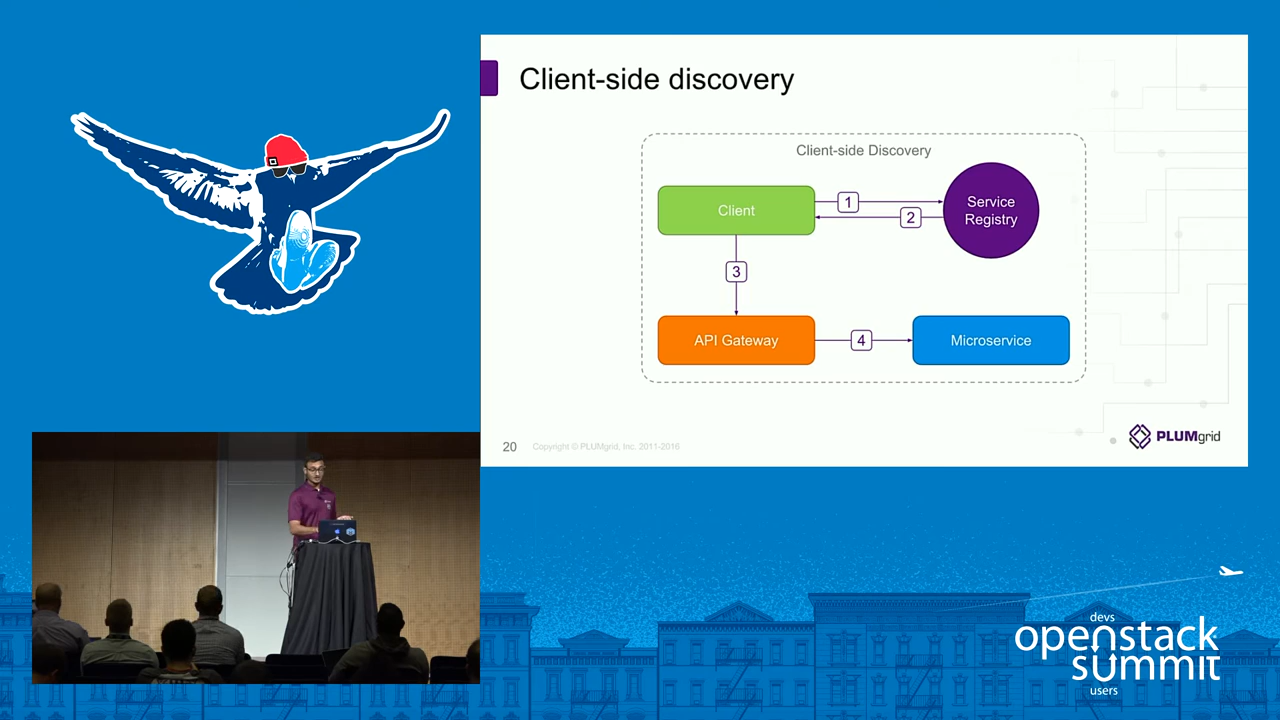 Client-side discovery
Client-side Discovery
Client
1
2
Service
Registry
3
API Gateway
4
Microservice
20
Copyright © PLUMgrid, Inc. 2011-2016
PLUMgrid
devs
openstack
summit
users